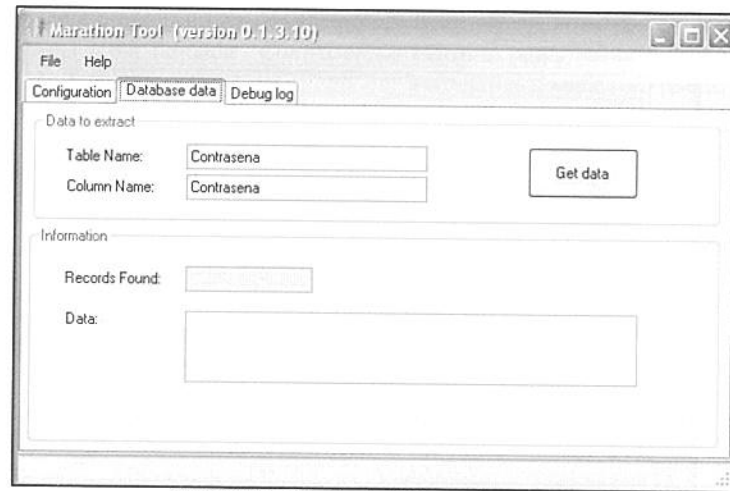 Marathon Tool (version 0.1.3.10)
File Help
Configuration Database data Debug log
Data to extract
Table Name: Contrasena
Get data
Column Name: Contrasena
Information
Records Found:
Data: